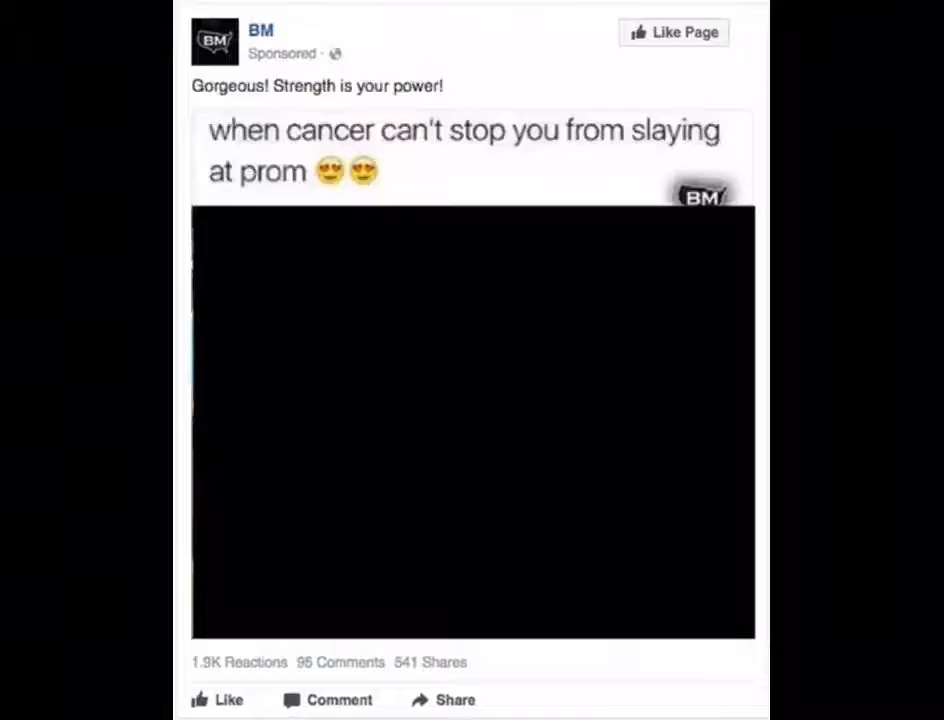 BM
BM
Like Page
Sponsored ·
Gorgeous! Strength is your power!
when cancer can't stop you from slaying
at prom 😍😍
BM
1.9K Reactions 95 Comments 541 Shares
Like Comment Share